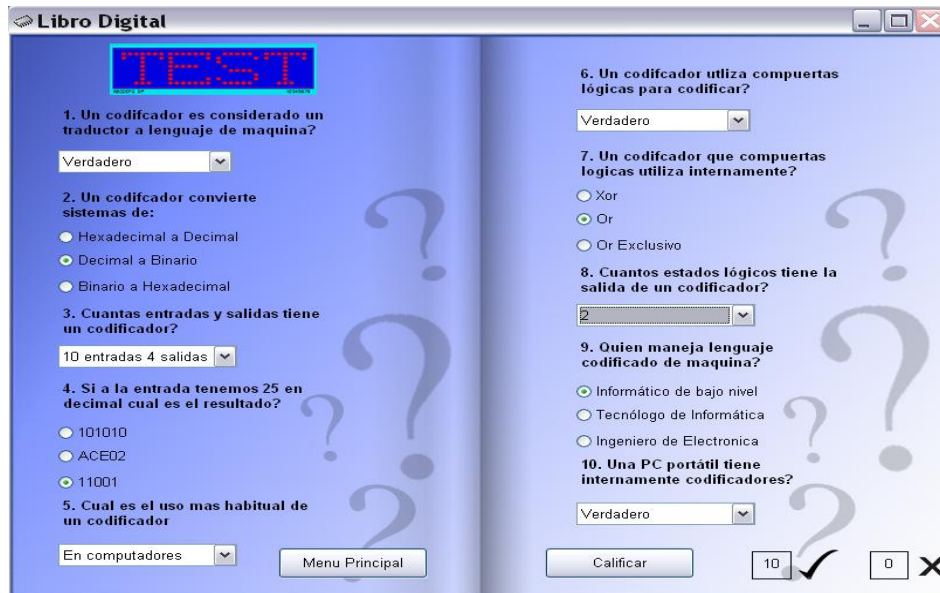 Libro Digital
TEST
1. Un codifcador es considerado un
traductor a lenguaje de maquina?
Verdadero
2. Un codifcador convierte
sistemas de:
Hexadecimal a Decimal
Decimal a Binario
Binario a Hexadecimal
3. Cuantas entradas y salidas tiene
un codificador?
10 entradas 4 salidas
4. Si a la entrada tenemos 25 en
decimal cual es el resultado?
101010
ACE02
11001
5. Cual es el uso mas habitual de
un codificador
En computadores
Menu Principal
6. Un codifcador utliza compuertas
lógicas para codificar?
Verdadero
7. Un codifcador que compuertas
logicas utiliza internamente?
Xor
Or
Or Exclusivo
8. Cuantos estados lógicos tiene la
salida de un codificador?
2
9. Quien maneja lenguaje
codificado de maquina?
Informático de bajo nivel
Tecnólogo de Informática
Ingeniero de Electronica
10. Una PC portátil tiene
internamente codificadores?
Verdadero
Calificar
10
0